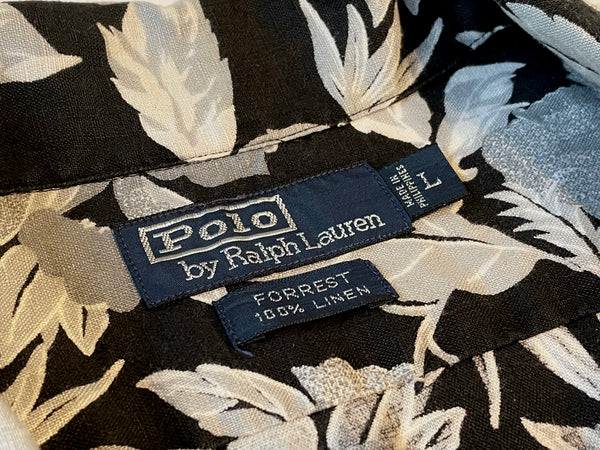 Polo
by Ralph Lauren
L
MADE IN
PHILIPPINES
FORREST
100% LINEN